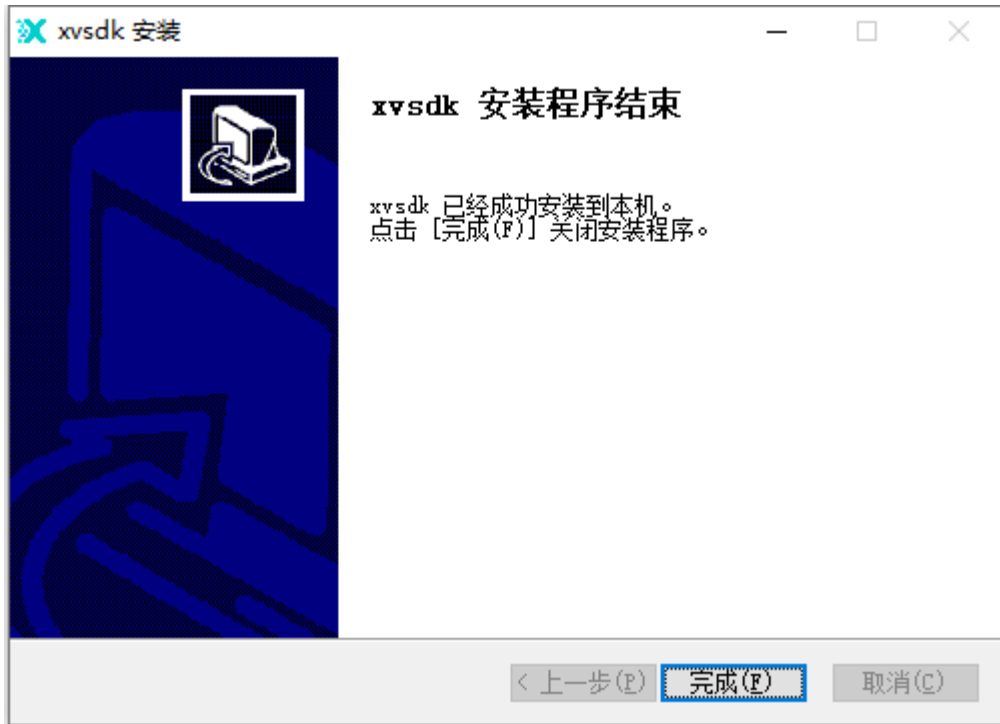 xvsdk 安装
xvsdk 安装程序结束
xvsdk 已经成功安装到本机。
点击 [完成(F)] 关闭安装程序。
< 上一步(P)
完成(F)
取消(C)